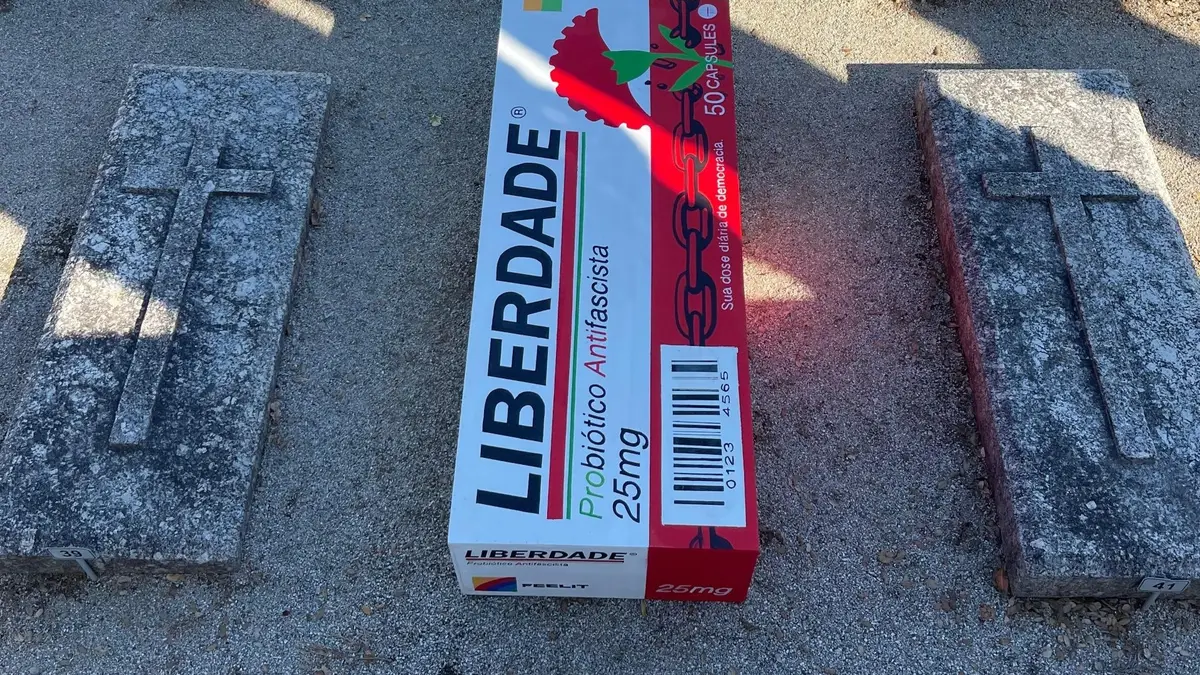 LIBERDADE®
Probiótico Antifascista
25mg
50 CAPSULES
Sua dose diária de democracia.
0123 4565
LIBERDADE®
Probiótico Antifascista
FEELIT
25mg
39
41